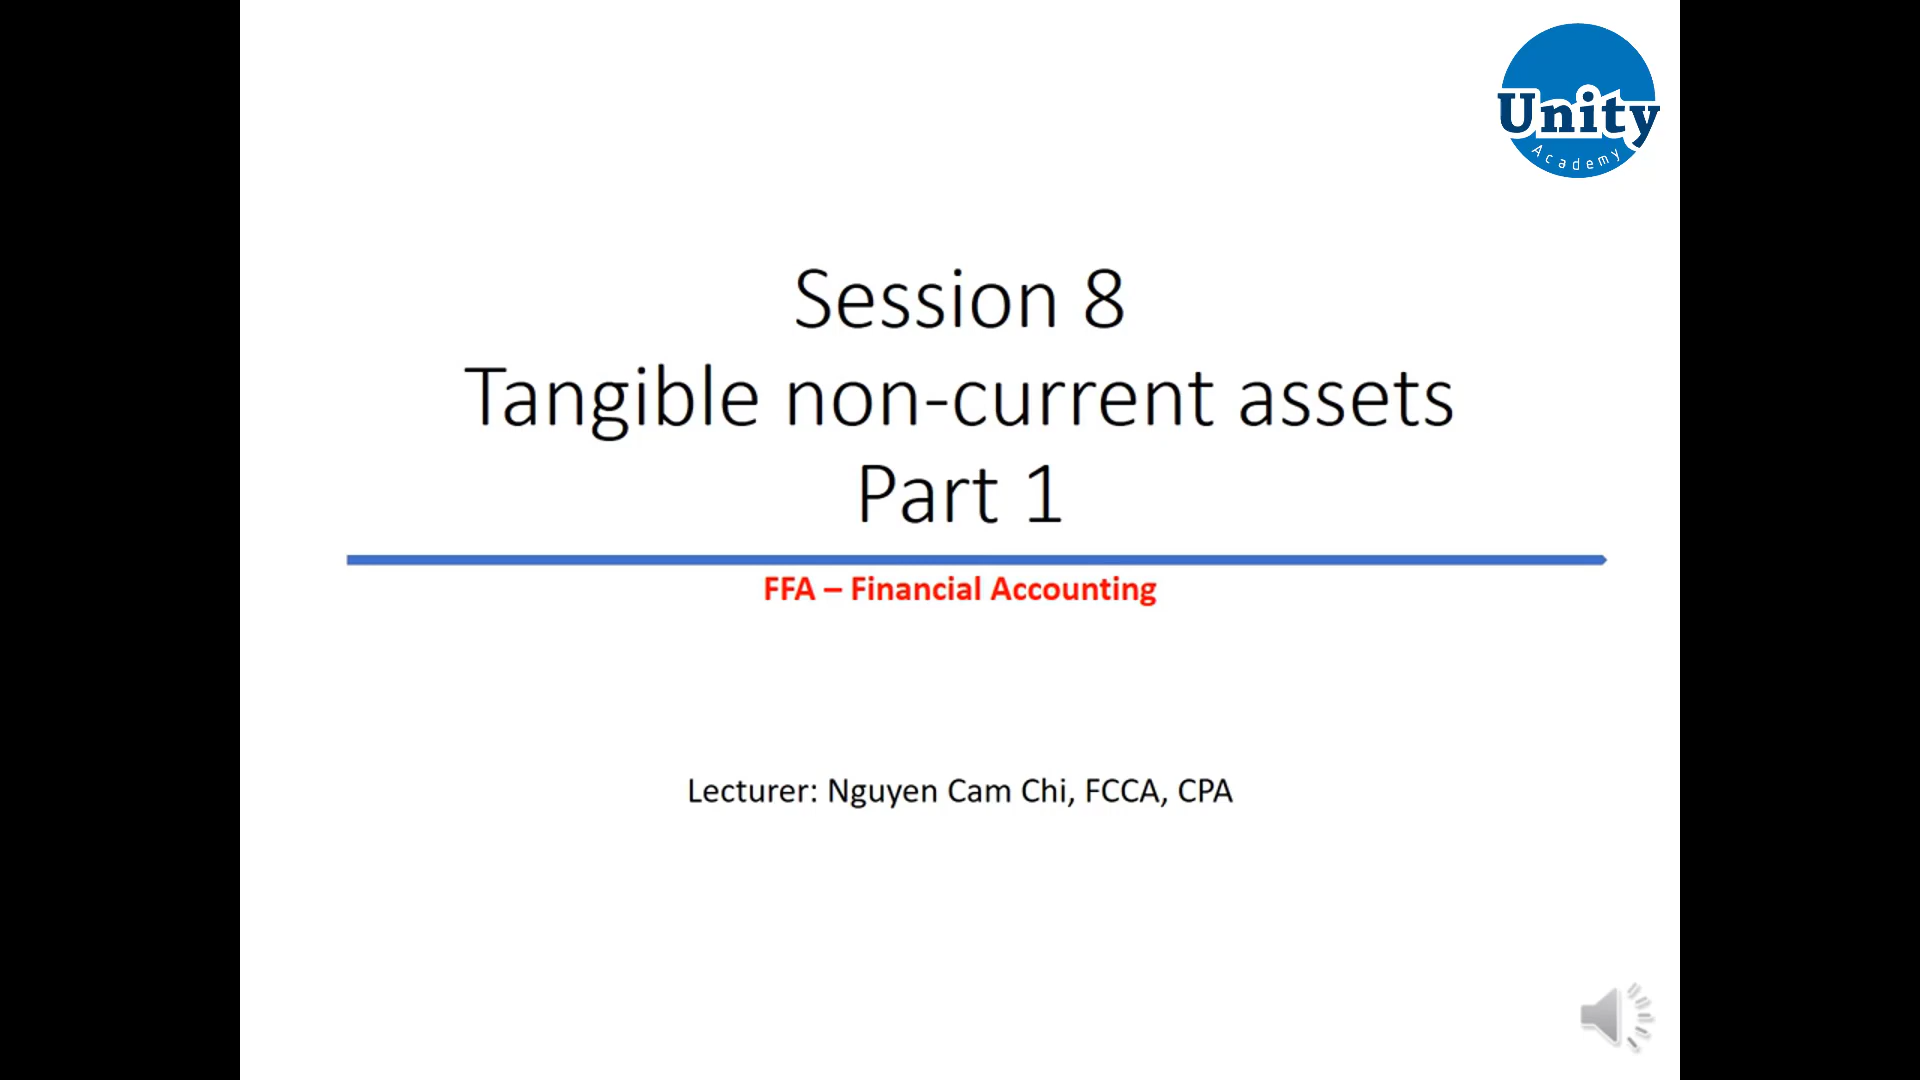 Unity
Academy
Session 8
Tangible non-current assets
Part 1
FFA – Financial Accounting
Lecturer: Nguyen Cam Chi, FCCA, CPA